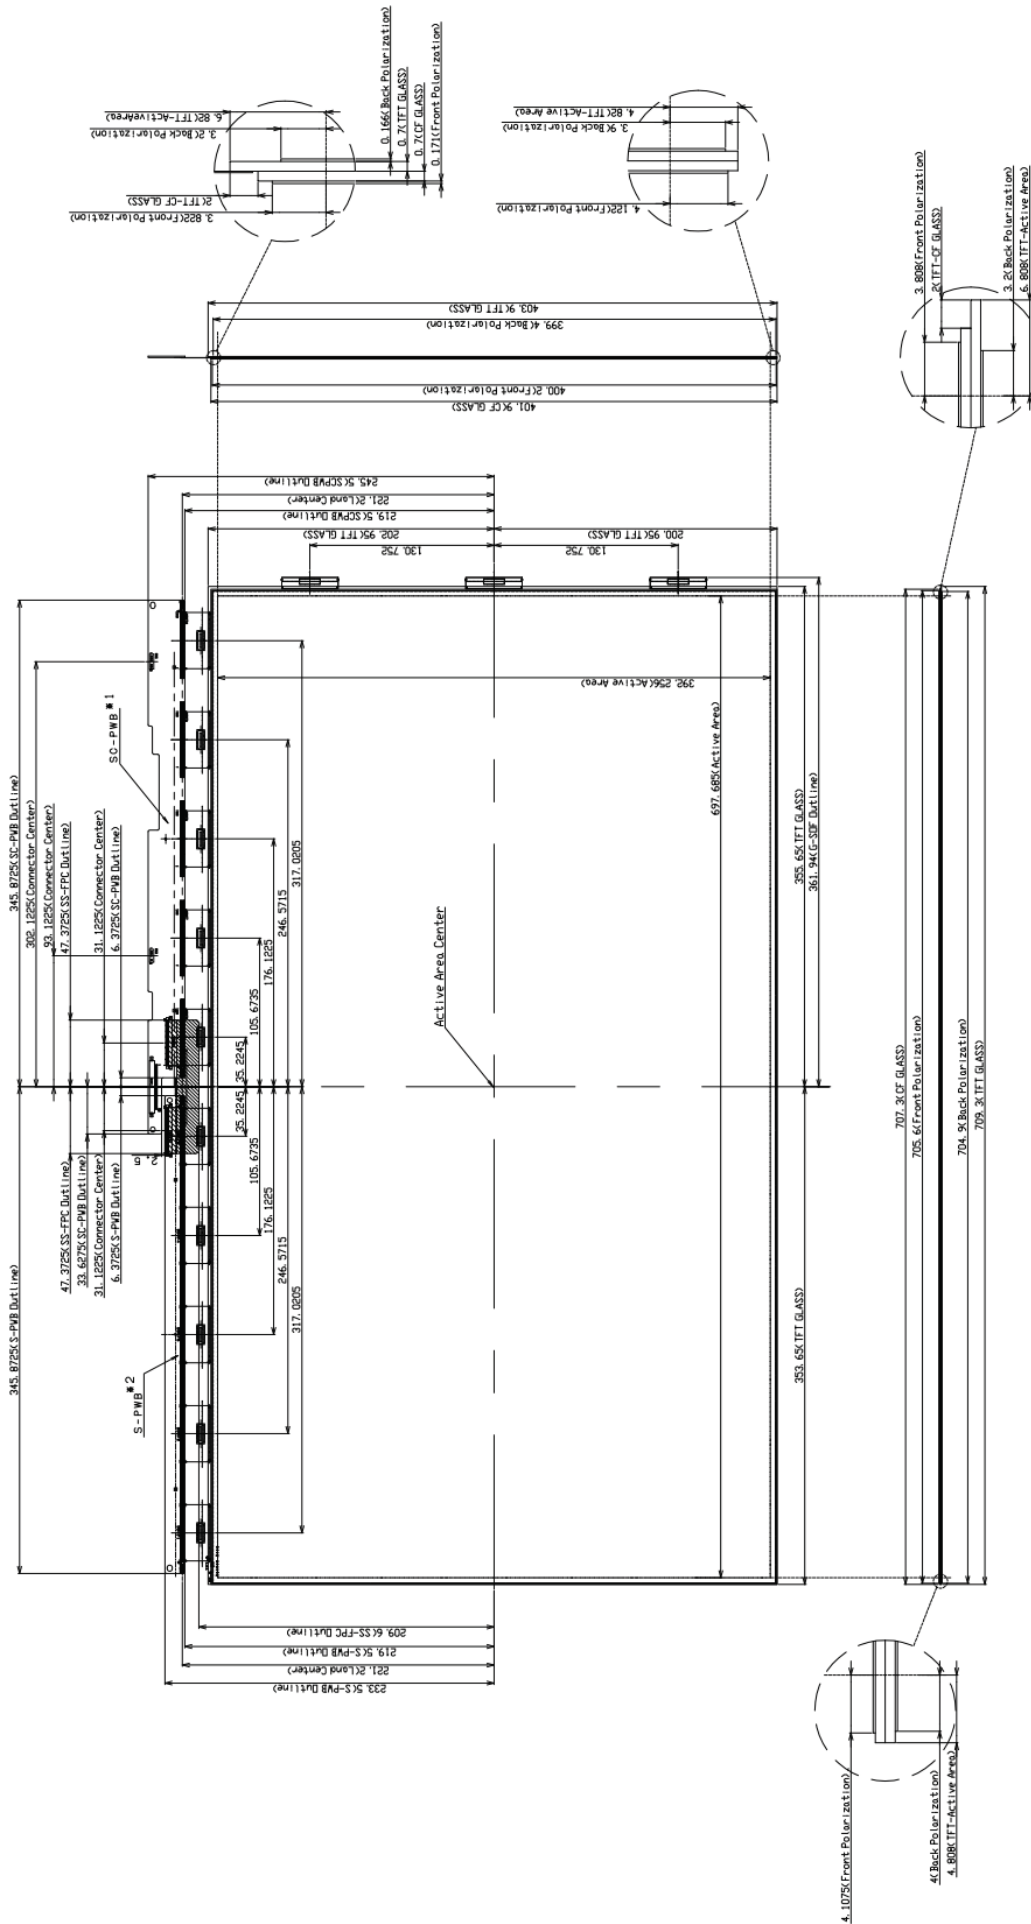 0.166(Back Polarization)
0.7(TFT GLASS)
0.7(CF GLASS)
0.171(Front Polarization)
6.82(TFT-ActiveArea)
3.2(Back Polarization)
2(TFT-CF GLASS)
3.822(Front Polarization)
4.82(TFT-Active Area)
3.9(Back Polarization)
4.122(Front Polarization)
3.808(Front Polarization)
2(TFT-CF GLASS)
3.2(Back Polarization)
6.808(TFT-Active Area)
403.9(TFT GLASS)
399.4(Back Polarization)
400.2(Front Polarization)
401.9(CF GLASS)
245.5(SCPWB Outline)
221.2(Land Center)
219.5(SCPWB Outline)
202.95(TFT GLASS)
200.95(TFT GLASS)
130.752
130.752
345.8725(SC-PWB Outline)
302.1225(Connector Center)
93.1225(Connector Center)
47.3725(SS-FPC Outline)
31.1225(Connector Center)
6.3725(SC-PWB Outline)
SC-PWB※1
392.256(Active Area)
697.685(Active Area)
317.0205
246.5715
176.1225
105.6735
35.2245
35.2245
105.6735
176.1225
246.5715
317.0205
Active Area Center
355.65(TFT GLASS)
361.94(G-SOF Outline)
353.65(TFT GLASS)
707.3(CF GLASS)
705.6(Front Polarization)
704.9(Back Polarization)
709.3(TFT GLASS)
2.5
47.3725(SS-FPC Outline)
33.6275(SC-PWB Outline)
31.1225(Connector Center)
6.3725(S-PWB Outline)
345.8725(S-PWB Outline)
S-PWB※2
209.6(SS-FPC Outline)
219.5(S-PWB Outline)
221.2(Land Center)
233.5(S-PWB Outline)
4.1075(Front Polarization)
4(Back Polarization)
4.808(TFT-Active Area)